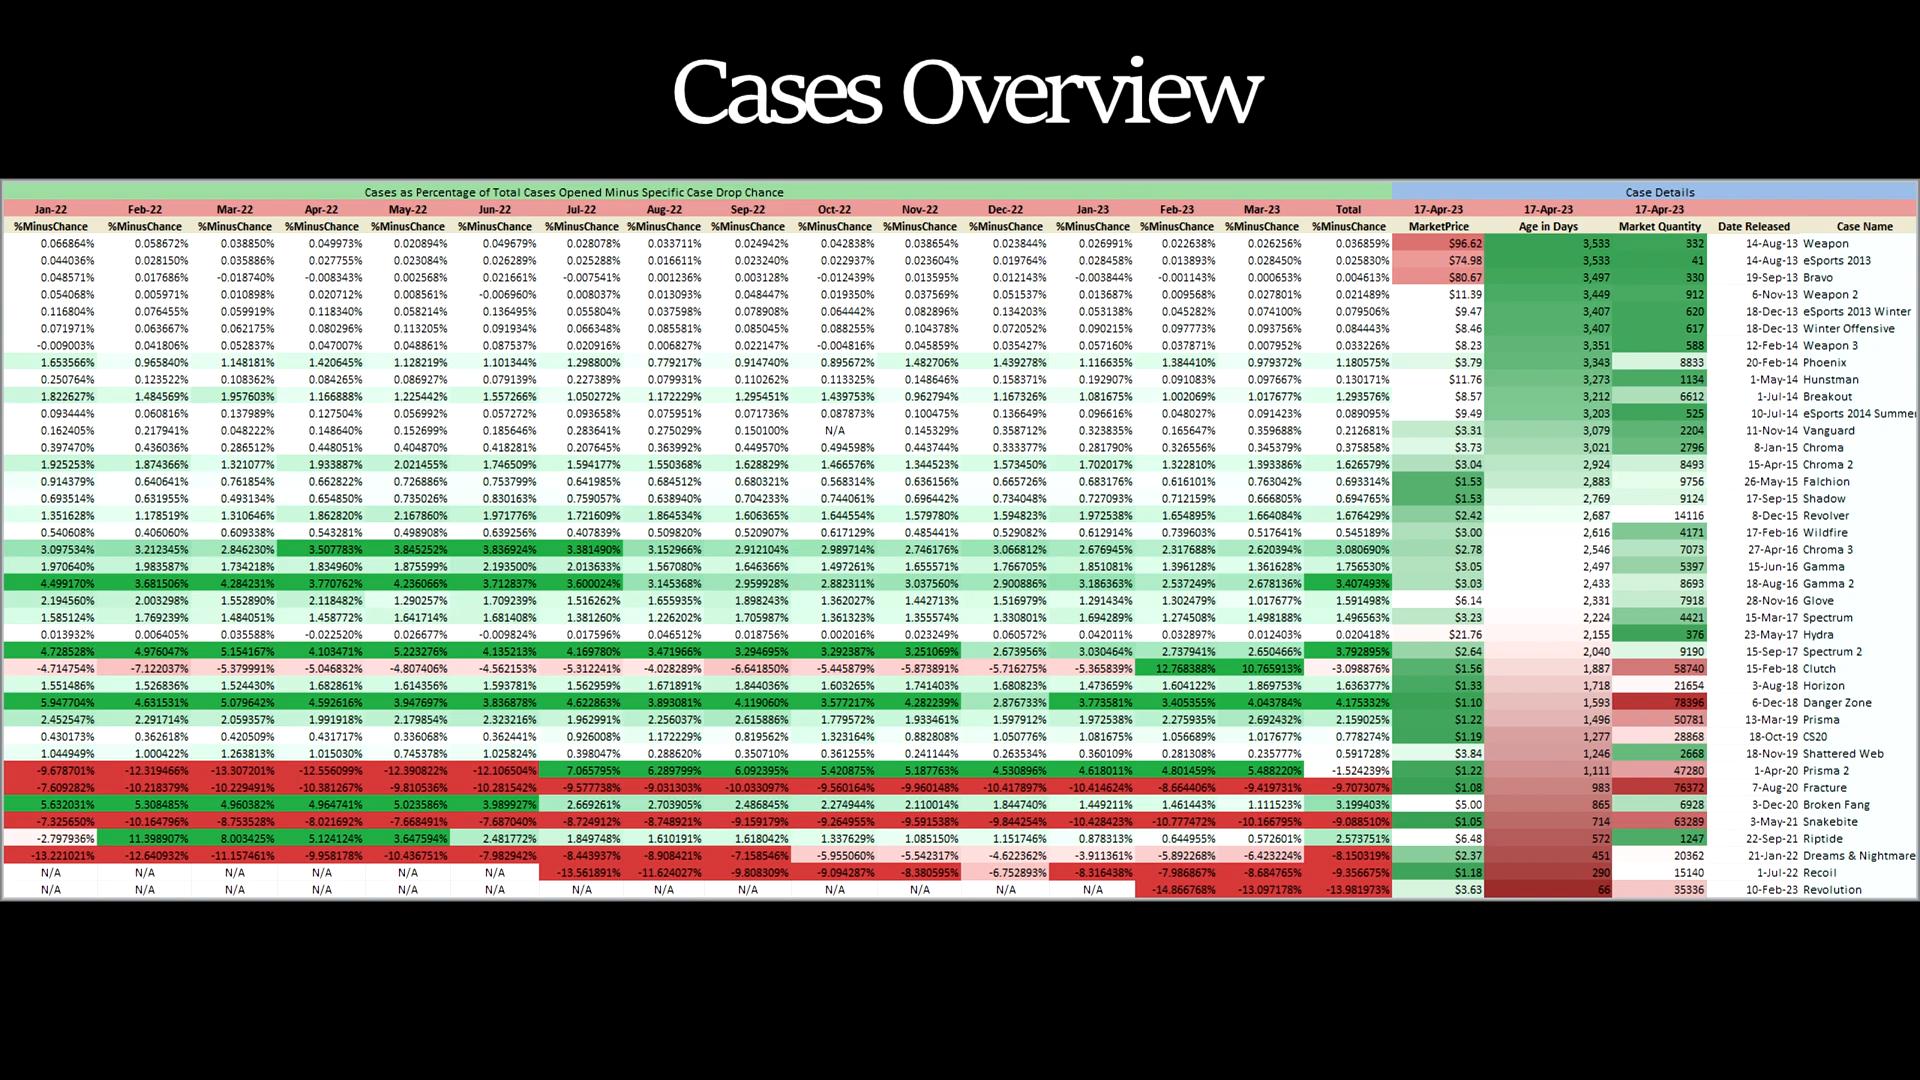 Cases Overview
Cases as Percentage of Total Cases Opened Minus Specific Case Drop Chance Case Details
Jan-22 Feb-22 Mar-22 Apr-22 May-22 Jun-22 Jul-22 Aug-22 Sep-22 Oct-22 Nov-22 Dec-22 Jan-23 Feb-23 Mar-23 Total 17-Apr-23 17-Apr-23 17-Apr-23
%MinusChance %MinusChance %MinusChance %MinusChance %MinusChance %MinusChance %MinusChance %MinusChance %MinusChance %MinusChance %MinusChance %MinusChance %MinusChance %MinusChance %MinusChance %MinusChance MarketPrice Age in Days Market Quantity Date Released Case Name
0.066864% 0.058672% 0.038850% 0.049973% 0.020894% 0.049679% 0.028078% 0.033711% 0.024942% 0.042838% 0.038654% 0.023844% 0.026991% 0.022638% 0.026256% 0.036859% $96.62 3,533 332 14-Aug-13 Weapon
0.044036% 0.028150% 0.035886% 0.027755% 0.023084% 0.026289% 0.025288% 0.016611% 0.023240% 0.022937% 0.023604% 0.019764% 0.028458% 0.013893% 0.028450% 0.025830% $74.98 3,533 41 14-Aug-13 eSports 2013
0.048571% 0.017686% -0.018740% -0.008343% 0.002568% 0.021661% -0.007541% 0.001236% 0.003128% -0.012439% 0.013595% 0.012143% -0.003844% -0.001143% 0.000653% 0.004613% $80.67 3,497 330 19-Sep-13 Bravo
0.054068% 0.005971% 0.010898% 0.020712% 0.008561% -0.006960% 0.008037% 0.013093% 0.048447% 0.019350% 0.037569% 0.051537% 0.013687% 0.009568% 0.027801% 0.021489% $11.39 3,449 912 6-Nov-13 Weapon 2
0.116804% 0.076455% 0.059919% 0.118340% 0.058214% 0.136495% 0.055804% 0.037598% 0.078908% 0.064442% 0.082896% 0.134203% 0.053138% 0.045282% 0.074100% 0.079506% $9.47 3,407 620 18-Dec-13 eSports 2013 Winter
0.071971% 0.063667% 0.062175% 0.080296% 0.113205% 0.091934% 0.066348% 0.085581% 0.085045% 0.088255% 0.104378% 0.072052% 0.090215% 0.097773% 0.093756% 0.084443% $8.46 3,407 617 18-Dec-13 Winter Offensive
-0.009003% 0.041806% 0.052837% 0.047007% 0.048861% 0.087537% 0.020916% 0.006827% 0.022147% -0.004816% 0.045859% 0.035427% 0.057160% 0.037871% 0.007952% 0.033226% $8.23 3,351 588 12-Feb-14 Weapon 3
1.653566% 0.965840% 1.148181% 1.420645% 1.128219% 1.101344% 1.298800% 0.779217% 0.914740% 0.895672% 1.482706% 1.439278% 1.116635% 1.384410% 0.979372% 1.180575% $3.79 3,343 8833 20-Feb-14 Phoenix
0.250764% 0.123522% 0.108362% 0.084265% 0.086927% 0.079139% 0.227389% 0.079931% 0.110262% 0.113325% 0.148646% 0.158371% 0.192907% 0.091083% 0.097667% 0.130171% $11.76 3,273 1134 1-May-14 Hunstman
1.822627% 1.484569% 1.957603% 1.166888% 1.225442% 1.557266% 1.050272% 1.172229% 1.295451% 1.439753% 0.962794% 1.167326% 1.081675% 1.002069% 1.017677% 1.293576% $8.57 3,212 6612 1-Jul-14 Breakout
0.093444% 0.060816% 0.137989% 0.127504% 0.056992% 0.057272% 0.093658% 0.075951% 0.071736% 0.087873% 0.100475% 0.136649% 0.096616% 0.048027% 0.091423% 0.089095% $9.49 3,203 525 10-Jul-14 eSports 2014 Summer
0.162405% 0.217941% 0.048222% 0.148640% 0.152699% 0.185646% 0.283641% 0.275029% 0.150100% N/A 0.145329% 0.358712% 0.323835% 0.165647% 0.359688% 0.212681% $3.31 3,079 2204 11-Nov-14 Vanguard
0.397470% 0.436036% 0.286512% 0.448051% 0.404870% 0.418281% 0.207645% 0.363992% 0.449570% 0.494598% 0.443744% 0.333377% 0.281790% 0.326556% 0.345379% 0.375858% $3.73 3,021 2796 8-Jan-15 Chroma
1.925253% 1.874366% 1.321077% 1.933887% 2.021455% 1.746509% 1.594177% 1.550368% 1.628829% 1.466576% 1.344523% 1.573450% 1.702017% 1.322810% 1.393386% 1.626579% $3.04 2,924 8493 15-Apr-15 Chroma 2
0.914379% 0.640641% 0.761854% 0.662822% 0.726886% 0.753799% 0.641985% 0.684512% 0.680321% 0.568314% 0.636156% 0.665726% 0.683176% 0.616101% 0.763042% 0.693314% $1.53 2,883 9756 26-May-15 Falchion
0.693514% 0.631955% 0.493134% 0.654850% 0.735026% 0.830163% 0.759057% 0.638940% 0.704233% 0.744061% 0.696442% 0.734048% 0.727093% 0.712159% 0.666805% 0.694765% $1.53 2,769 9124 17-Sep-15 Shadow
1.351628% 1.178519% 1.310646% 1.862820% 2.167860% 1.971776% 1.721609% 1.864534% 1.606365% 1.644554% 1.579780% 1.529582% 1.972538% 1.654895% 1.664084% 1.676429% $2.42 2,687 14116 8-Dec-15 Revolver
0.540608% 0.406060% 0.609338% 0.543281% 0.498908% 0.639256% 0.407839% 0.509820% 0.520907% 0.617129% 0.485441% 0.529823% 0.612994% 0.739603% 0.517641% 0.545189% $3.00 2,616 4171 17-Feb-16 Wildfire
3.097534% 3.212345% 2.846230% 3.507783% 3.845252% 3.836924% 3.381490% 3.152966% 2.912104% 2.989714% 2.746176% 3.066812% 2.676945% 2.317688% 2.620394% 3.080690% $2.78 2,546 7073 27-Apr-16 Chroma 3
1.970640% 1.983587% 1.734218% 1.834960% 1.875599% 2.193500% 2.013633% 1.567081% 1.646366% 1.497261% 1.655571% 1.766705% 1.851081% 1.396128% 1.361628% 1.756530% $3.05 2,497 5397 15-Jun-16 Gamma
4.499170% 3.681506% 4.284231% 3.770762% 4.236066% 3.712837% 3.600024% 3.145368% 2.959928% 2.882311% 3.037560% 2.900886% 3.186363% 2.537249% 2.678136% 3.407493% $3.03 2,433 8693 18-Aug-16 Gamma 2
2.194560% 2.003298% 1.552890% 2.118482% 1.290257% 1.709239% 1.516262% 1.655935% 1.898243% 1.362027% 1.442713% 1.516979% 1.291434% 1.302479% 1.017677% 1.591498% $6.14 2,331 7918 28-Nov-16 Glove
1.585124% 1.769239% 1.484051% 1.458772% 1.641714% 1.681408% 1.381260% 1.226202% 1.705987% 1.361323% 1.355574% 1.330801% 1.694289% 1.274508% 1.498188% 1.496563% $3.23 2,224 4421 15-Mar-17 Spectrum
0.013932% 0.006405% 0.035588% -0.022520% 0.026677% -0.009824% 0.017596% 0.046512% 0.018756% 0.002016% 0.023249% 0.060572% 0.042011% 0.032897% 0.012403% 0.020418% $21.76 2,155 376 23-May-17 Hydra
4.728528% 4.976047% 5.154167% 4.103471% 5.223276% 4.135213% 4.169780% 3.471966% 3.294695% 3.292387% 3.251069% 2.673956% 3.030464% 2.737941% 2.650466% 3.792895% $2.64 2,040 9190 15-Sep-17 Spectrum 2
-4.714754% -7.122037% -5.379991% -5.046832% -4.807406% -4.562153% -5.312241% -4.028289% -6.641850% -5.445879% -5.873891% -5.716275% -5.365839% 12.768388% 10.765913% -3.098876% $1.56 1,887 58740 15-Feb-18 Clutch
1.551486% 1.526836% 1.524430% 1.682861% 1.614356% 1.593781% 1.562959% 1.671891% 1.844036% 1.603265% 1.741403% 1.680823% 1.473659% 1.604122% 1.869753% 1.636377% $1.33 1,718 21654 3-Aug-18 Horizon
5.947704% 4.631531% 5.079642% 4.592616% 3.947697% 3.836878% 4.622863% 3.893081% 4.119060% 3.577217% 4.282239% 2.876733% 3.773581% 3.405355% 4.043784% 4.175332% $1.10 1,593 78396 6-Dec-18 Danger Zone
2.452547% 2.291714% 2.059357% 1.991918% 2.179854% 2.323216% 1.962991% 2.256037% 2.615886% 1.779572% 1.933461% 1.597912% 1.972538% 2.275935% 2.692432% 2.159025% $1.22 1,496 50781 13-Mar-19 Prisma
0.430173% 0.362618% 0.420509% 0.431717% 0.336068% 0.362441% 0.926008% 1.172229% 0.819562% 1.323164% 0.882808% 1.050776% 1.081675% 1.056689% 1.017677% 0.778274% $1.19 1,277 28868 18-Oct-19 CS20
1.044949% 1.000422% 1.263813% 1.015030% 0.745378% 1.025824% 0.398047% 0.288620% 0.350710% 0.361255% 0.241144% 0.263534% 0.360109% 0.281308% 0.235777% 0.591728% $3.84 1,246 2668 18-Nov-19 Shattered Web
-9.678701% -12.319466% -13.307201% -12.556099% -12.390822% -12.106504% 7.065795% 6.289799% 6.092395% 5.420875% 5.187763% 4.530896% 4.618011% 4.801459% 5.488220% -1.524239% $1.22 1,111 47280 1-Apr-20 Prisma 2
-7.609282% -10.218379% -10.229491% -10.381267% -9.810536% -10.281542% -9.577738% -9.031303% -10.033097% -9.560164% -9.960148% -10.417897% -10.414624% -8.664406% -9.419731% -9.707307% $1.08 983 76372 7-Aug-20 Fracture
5.632031% 5.308485% 4.960382% 4.964741% 5.023586% 3.989927% 2.669261% 2.703905% 2.486845% 2.274944% 2.110014% 1.844740% 1.449211% 1.461443% 1.111523% 3.199403% $5.00 865 6928 3-Dec-20 Broken Fang
-7.325650% -10.164796% -8.753528% -8.021692% -7.668491% -7.687040% -8.724912% -8.748921% -9.159179% -9.264955% -9.591538% -9.844254% -10.428423% -10.777472% -10.166795% -9.088510% $1.05 714 63289 3-May-21 Snakebite
-2.797936% 11.398907% 8.003425% 5.124124% 3.647594% 2.481772% 1.849748% 1.610191% 1.618042% 1.337629% 1.085150% 1.151746% 0.878313% 0.644955% 0.572601% 2.573751% $6.48 572 1247 22-Sep-21 Riptide
-13.221021% -12.640932% -11.157461% -9.958178% -10.436751% -7.982942% -8.443937% -8.908421% -7.158546% -5.955060% -5.542317% -4.622362% -3.911361% -5.892268% -6.423224% -8.150319% $2.37 451 20362 21-Jan-22 Dreams & Nightmare
N/A N/A N/A N/A N/A N/A -13.561891% -11.624027% -9.808309% -9.094287% -8.380595% -6.752893% -8.316438% -7.986867% -8.684765% -9.356675% $1.18 290 15140 1-Jul-22 Recoil
N/A N/A N/A N/A N/A N/A N/A N/A N/A N/A N/A N/A N/A -14.866768% -13.097178% -13.981973% $3.63 66 35336 10-Feb-23 Revolution